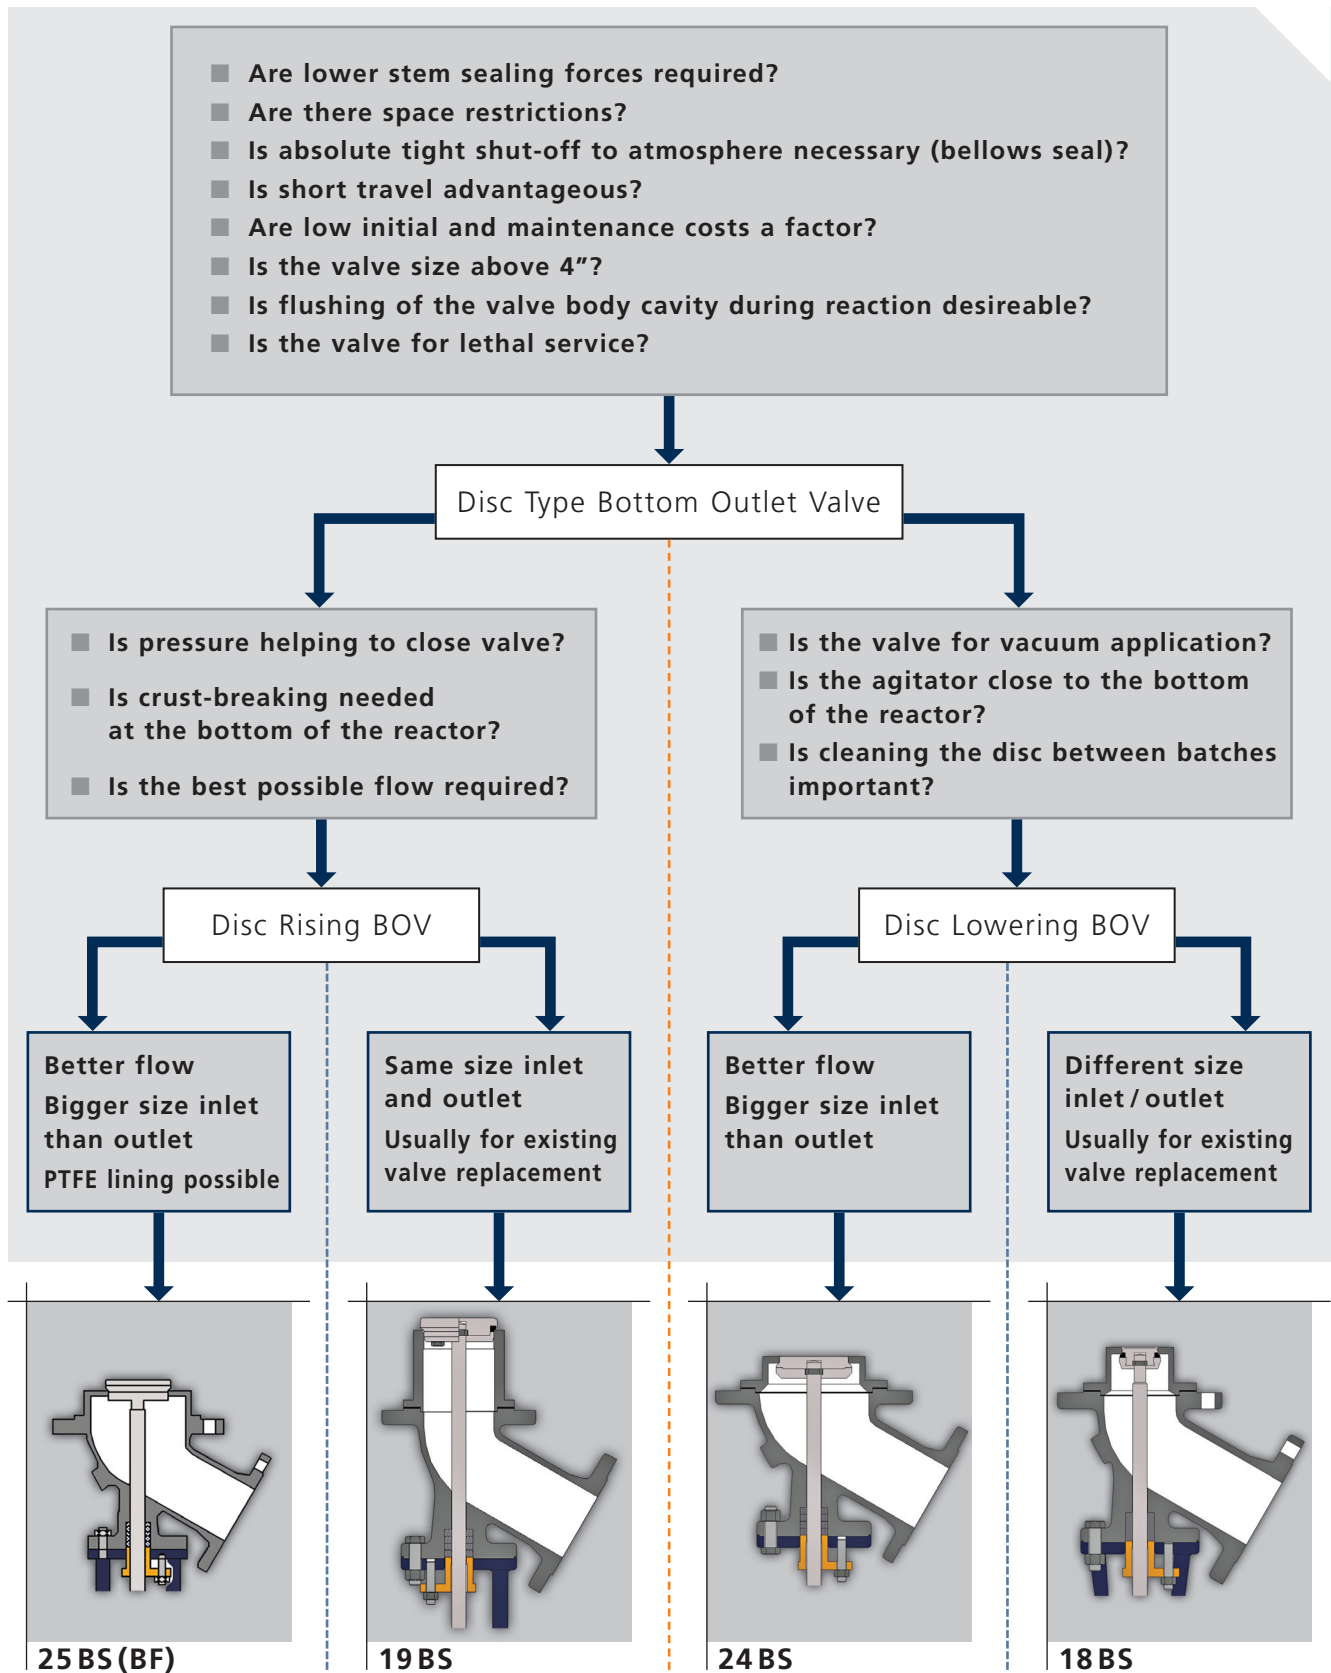 Are lower stem sealing forces required?
Are there space restrictions?
Is absolute tight shut-off to atmosphere necessary (bellows seal)?
Is short travel advantageous?
Are low initial and maintenance costs a factor?
Is the valve size above 4”?
Is flushing of the valve body cavity during reaction desireable?
Is the valve for lethal service?
Disc Type Bottom Outlet Valve
Is pressure helping to close valve?
Is crust-breaking needed
at the bottom of the reactor?
Is the best possible flow required?
Is the valve for vacuum application?
Is the agitator close to the bottom
of the reactor?
Is cleaning the disc between batches
important?
Disc Rising BOV
Disc Lowering BOV
Better flow
Bigger size inlet
than outlet
PTFE lining possible
Same size inlet
and outlet
Usually for existing
valve replacement
Better flow
Bigger size inlet
than outlet
Different size
inlet / outlet
Usually for existing
valve replacement
25 BS (BF)
19 BS
24 BS
18 BS